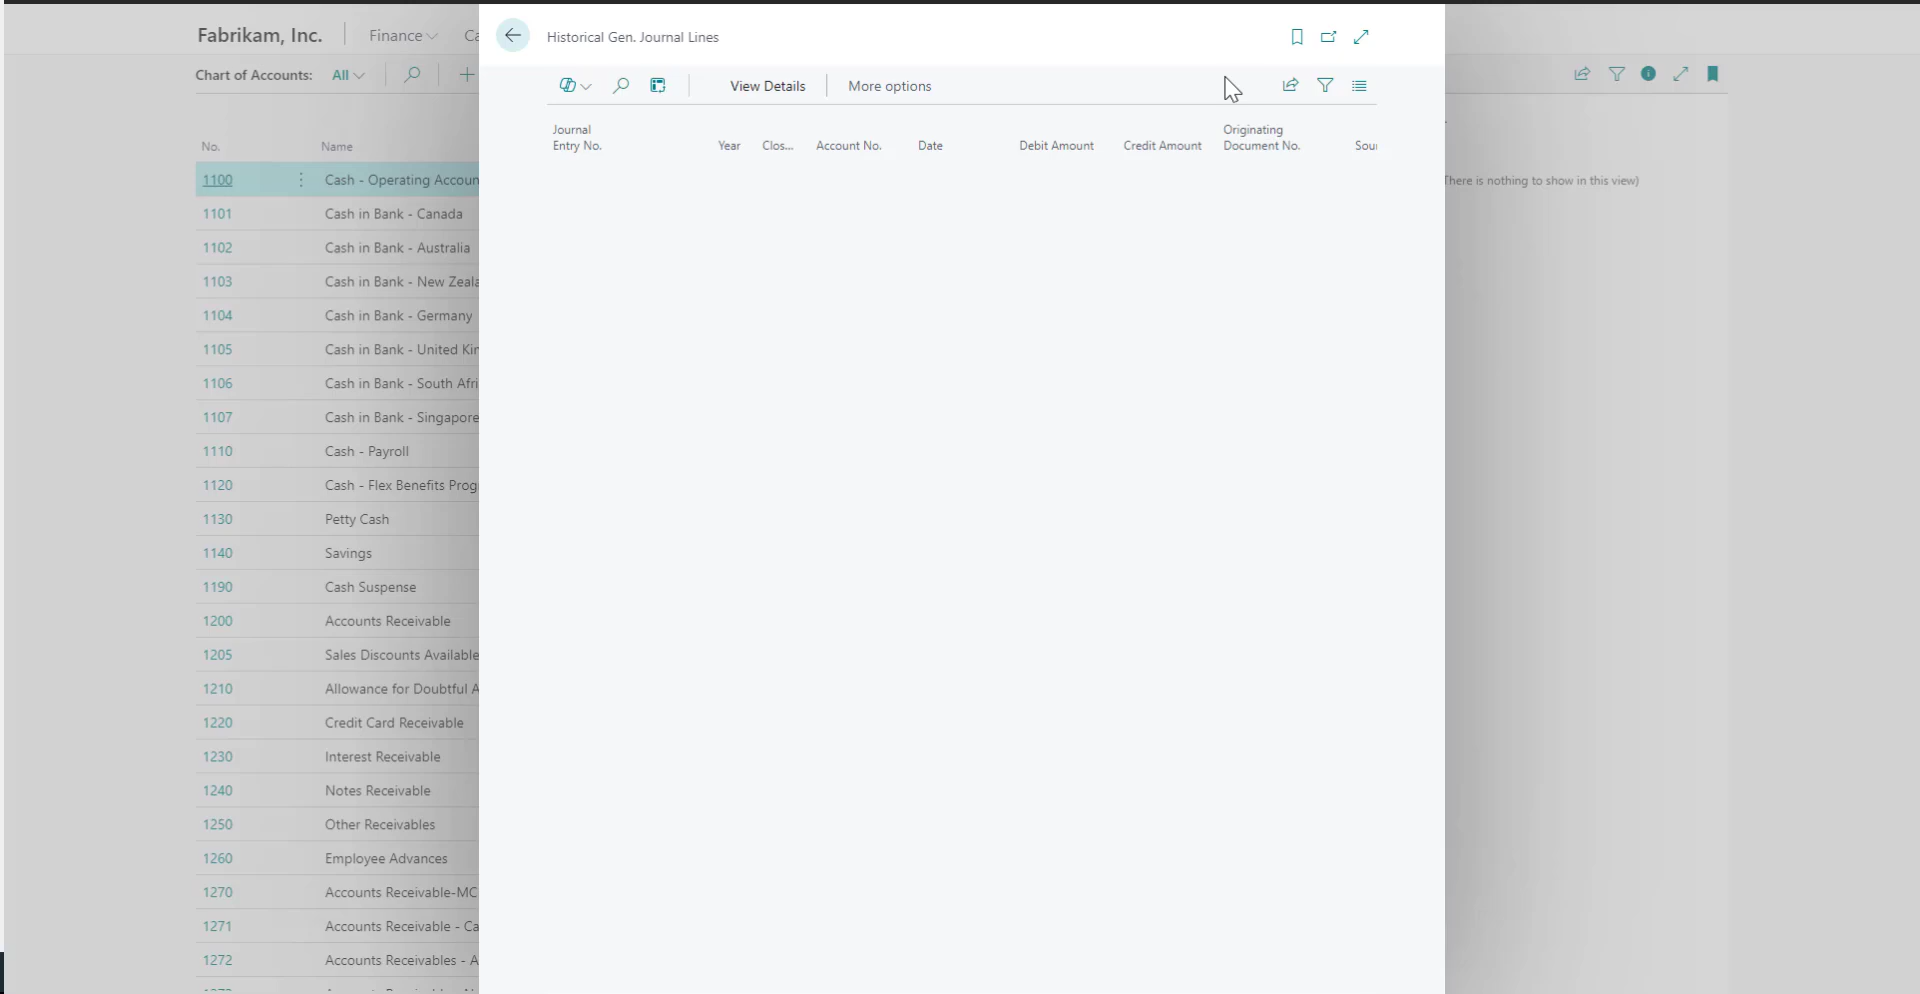 Fabrikam, Inc. Finance
Chart of Accounts: All
No. Name
1100 Cash - Operating Accoun
1101 Cash in Bank - Canada
1102 Cash in Bank - Australia
1103 Cash in Bank - New Zeala
1104 Cash in Bank - Germany
1105 Cash in Bank - United Kin
1106 Cash in Bank - South Afri
1107 Cash in Bank - Singapore
1110 Cash - Payroll
1120 Cash - Flex Benefits Prog
1130 Petty Cash
1140 Savings
1190 Cash Suspense
1200 Accounts Receivable
1205 Sales Discounts Available
1210 Allowance for Doubtful A
1220 Credit Card Receivable
1230 Interest Receivable
1240 Notes Receivable
1250 Other Receivables
1260 Employee Advances
1270 Accounts Receivable-MC
1271 Accounts Receivable - Ca
1272 Accounts Receivables - A
Historical Gen. Journal Lines
View Details More options
Journal Entry No. Year Clos... Account No. Date Debit Amount Credit Amount Originating Document No. Sour
There is nothing to show in this view)